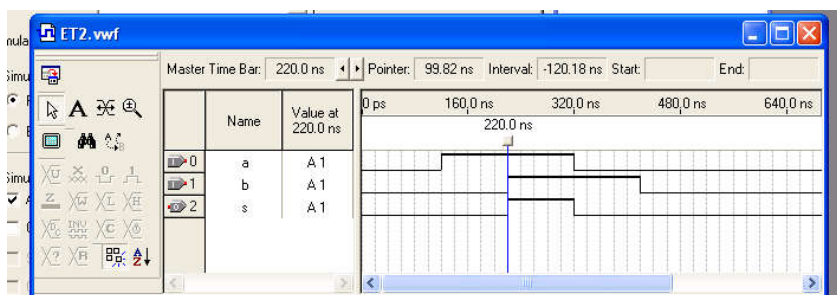 ET2.vwf
Master Time Bar: 220.0 ns Pointer: 99.82 ns Interval: -120.18 ns Start: End:
Name Value at 220.0 ns 0 ps 160,0 ns 320,0 ns 480,0 ns 640,0 ns
220.0 ns
0 a A 1
1 b A 1
2 s A 1